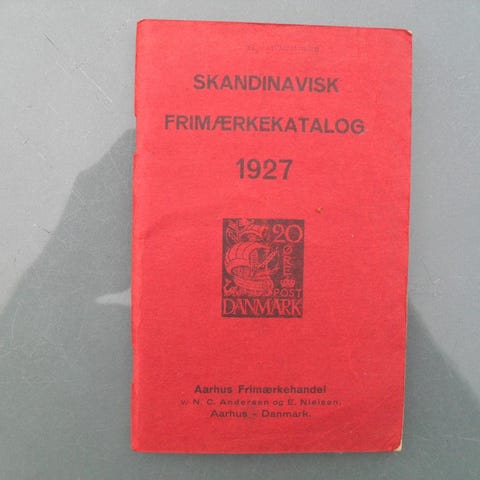 SKANDINAVISK
FRIMÆRKEKATALOG
1927
20
ØRE
POST
DANMARK
Aarhus Frimærkehandel
v. N. C. Andersen og E. Nielsen.
Aarhus - Danmark.